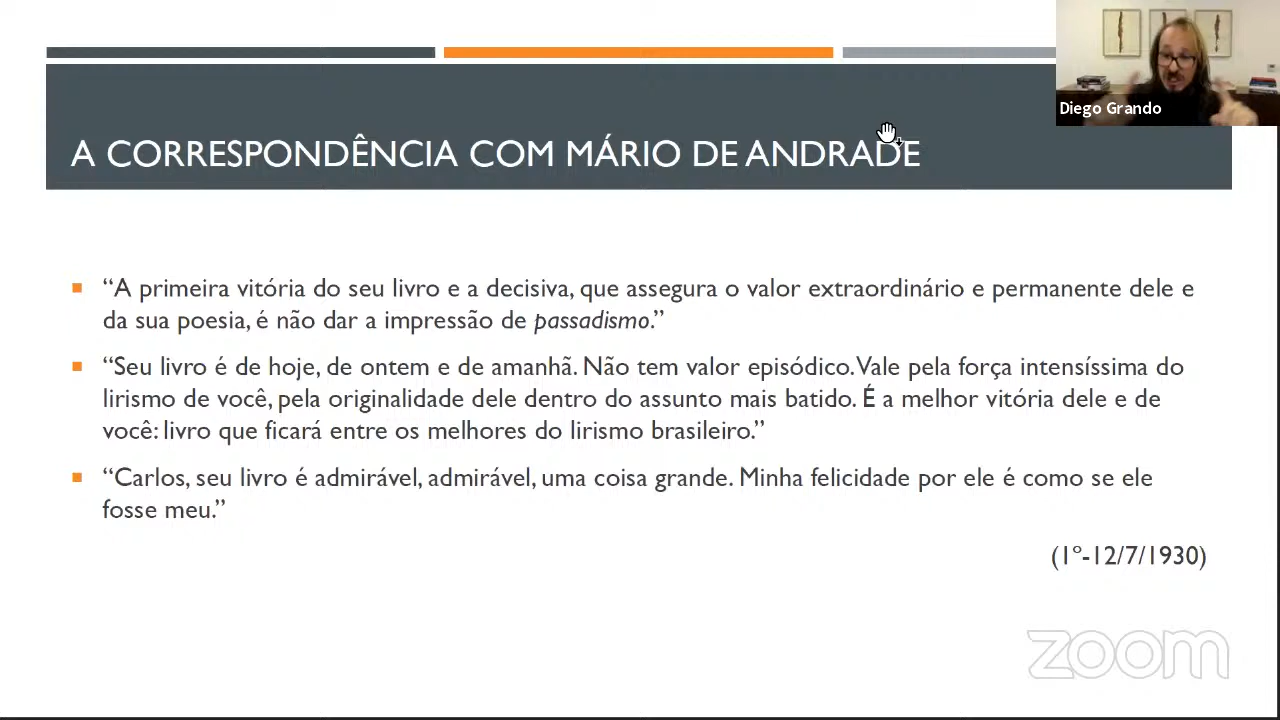 Diego Grando
A CORRESPONDÊNCIA COM MÁRIO DE ANDRADE
“A primeira vitória do seu livro e a decisiva, que assegura o valor extraordinário e permanente dele e
da sua poesia, é não dar a impressão de passadismo.”
“Seu livro é de hoje, de ontem e de amanhã. Não tem valor episódico. Vale pela força intensíssima do
lirismo de você, pela originalidade dele dentro do assunto mais batido. É a melhor vitória dele e de
você: livro que ficará entre os melhores do lirismo brasileiro.”
“Carlos, seu livro é admirável, admirável, uma coisa grande. Minha felicidade por ele é como se ele
fosse meu.”
(1º-12/7/1930)
zoom